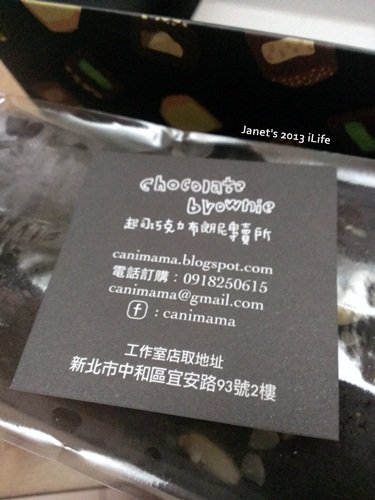 Janet's 2013 iLife
chocolate
brownie
起司巧克力布朗尼專賣所
canimama.blogspot.com
電話訂購：0918250615
canimama@gmail.com
f : canimama
工作室店取地址
新北市中和區宜安路93號2樓